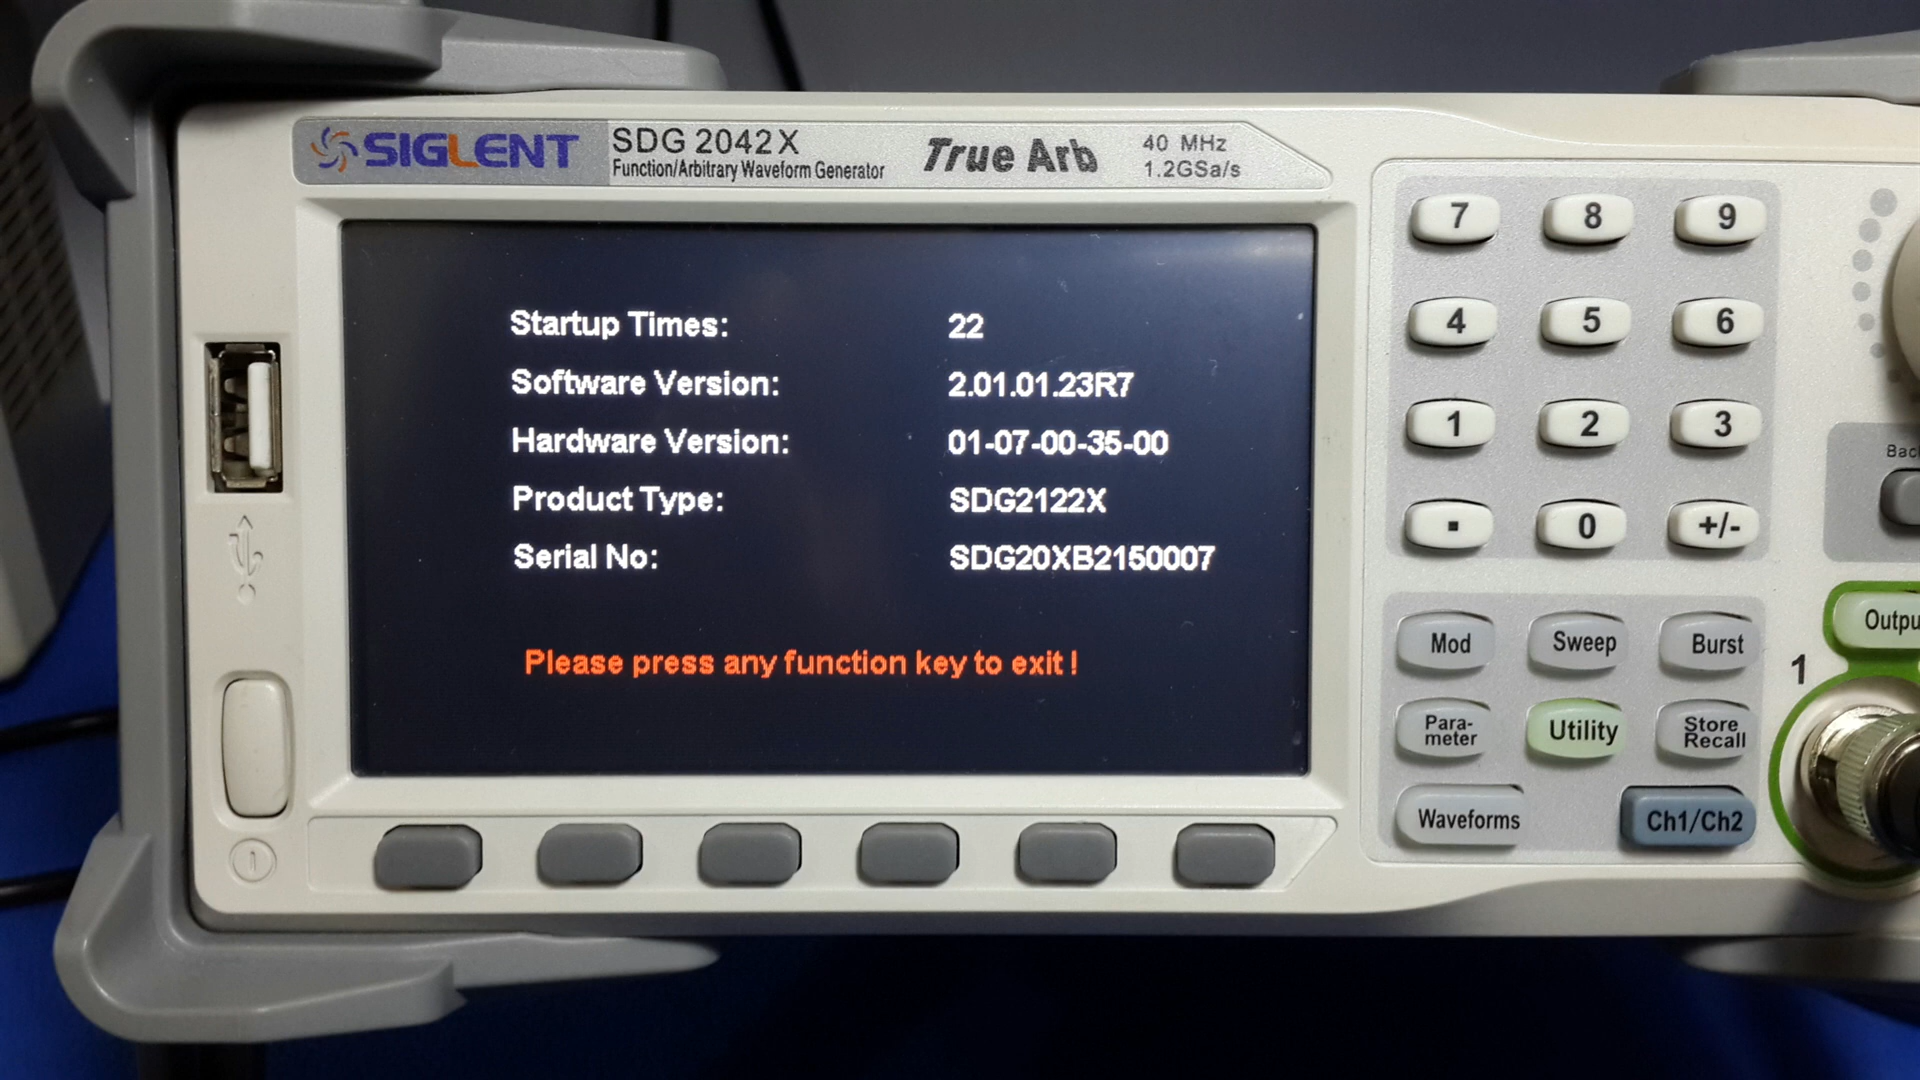 SIGLENT
SDG 2042X
Function/Arbitrary Waveform Generator
True Arb
40 MHz
1.2GSa/s
Startup Times: 22
Software Version: 2.01.01.23R7
Hardware Version: 01-07-00-35-00
Product Type: SDG2122X
Serial No: SDG20XB2150007
Please press any function key to exit !
7 8 9
4 5 6
1 2 3
. 0 +/-
Mod Sweep Burst
Para-
meter
Utility
Store
Recall
Waveforms Ch1/Ch2
1